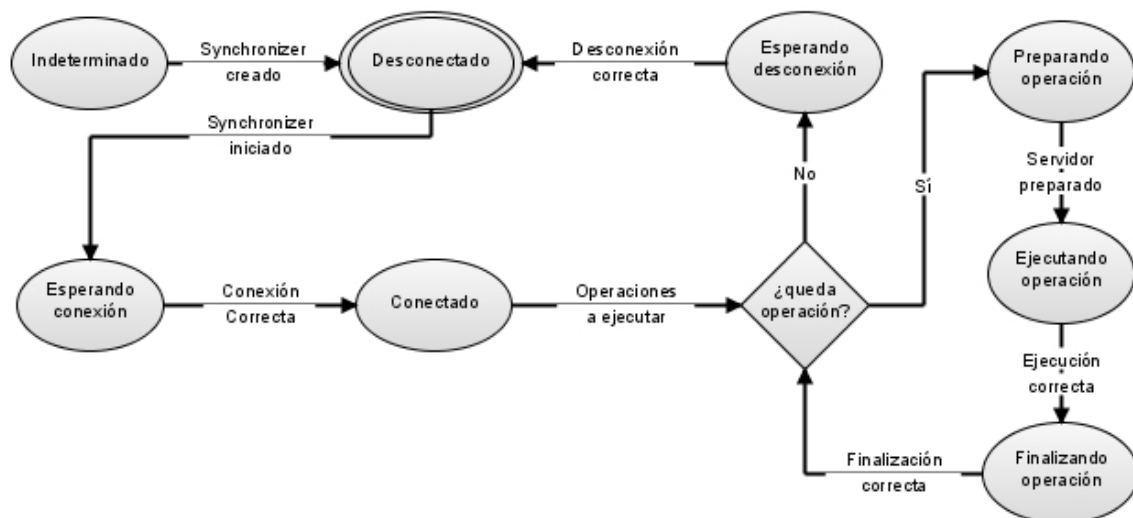 Indeterminado
Synchronizer
creado
Desconectado
Desconexión
correcta
Esperando
desconexión
Preparando
operación
Synchronizer
iniciado
No
Sí
Servidor
preparado
Esperando
conexión
Conexión
Correcta
Conectado
Operaciones
a ejecutar
¿queda
operación?
Ejecutando
operación
Ejecución
correcta
Finalización
correcta
Finalizando
operación